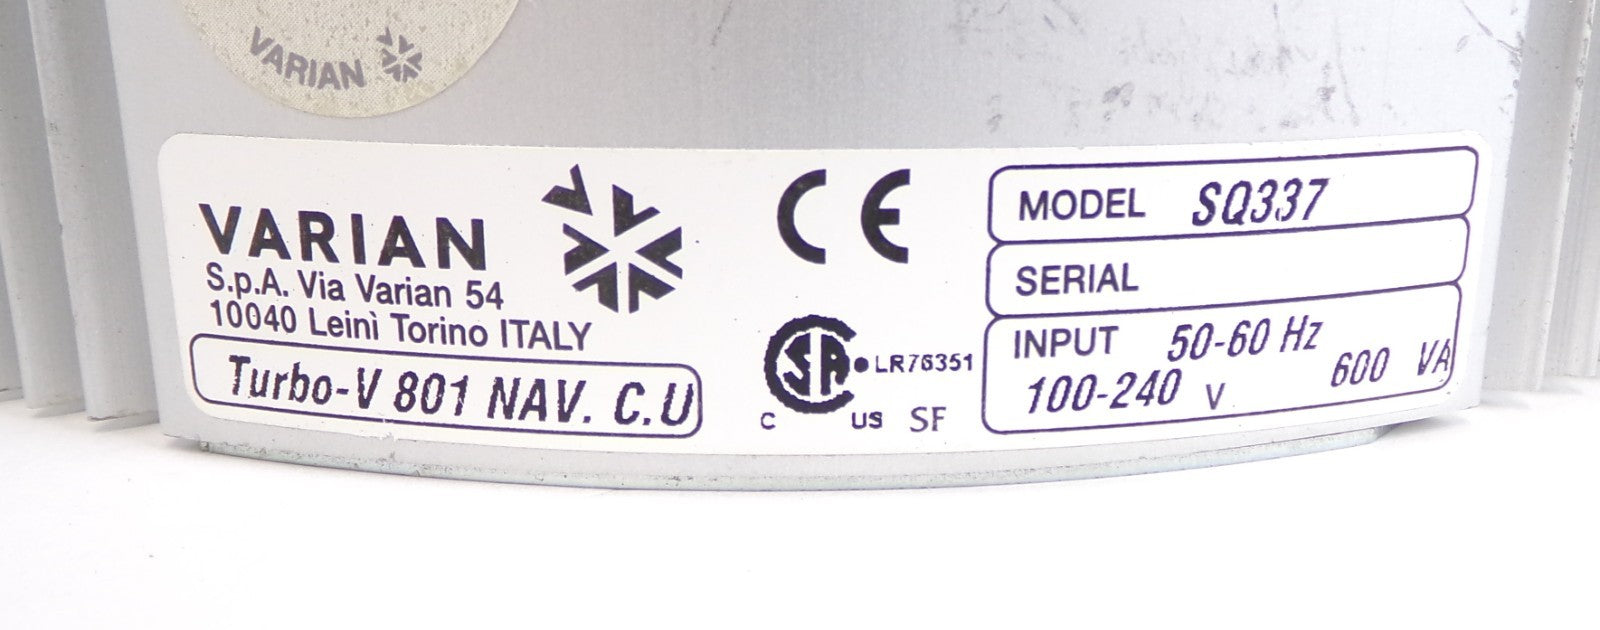 VARIAN
VARIAN
S.p.A. Via Varian 54
10040 Leinì Torino ITALY
Turbo-V 801 NAV. C.U
CE
SA LR76351
C US SF
MODEL SQ337
SERIAL
INPUT 50-60 Hz
100-240 V 600 VA